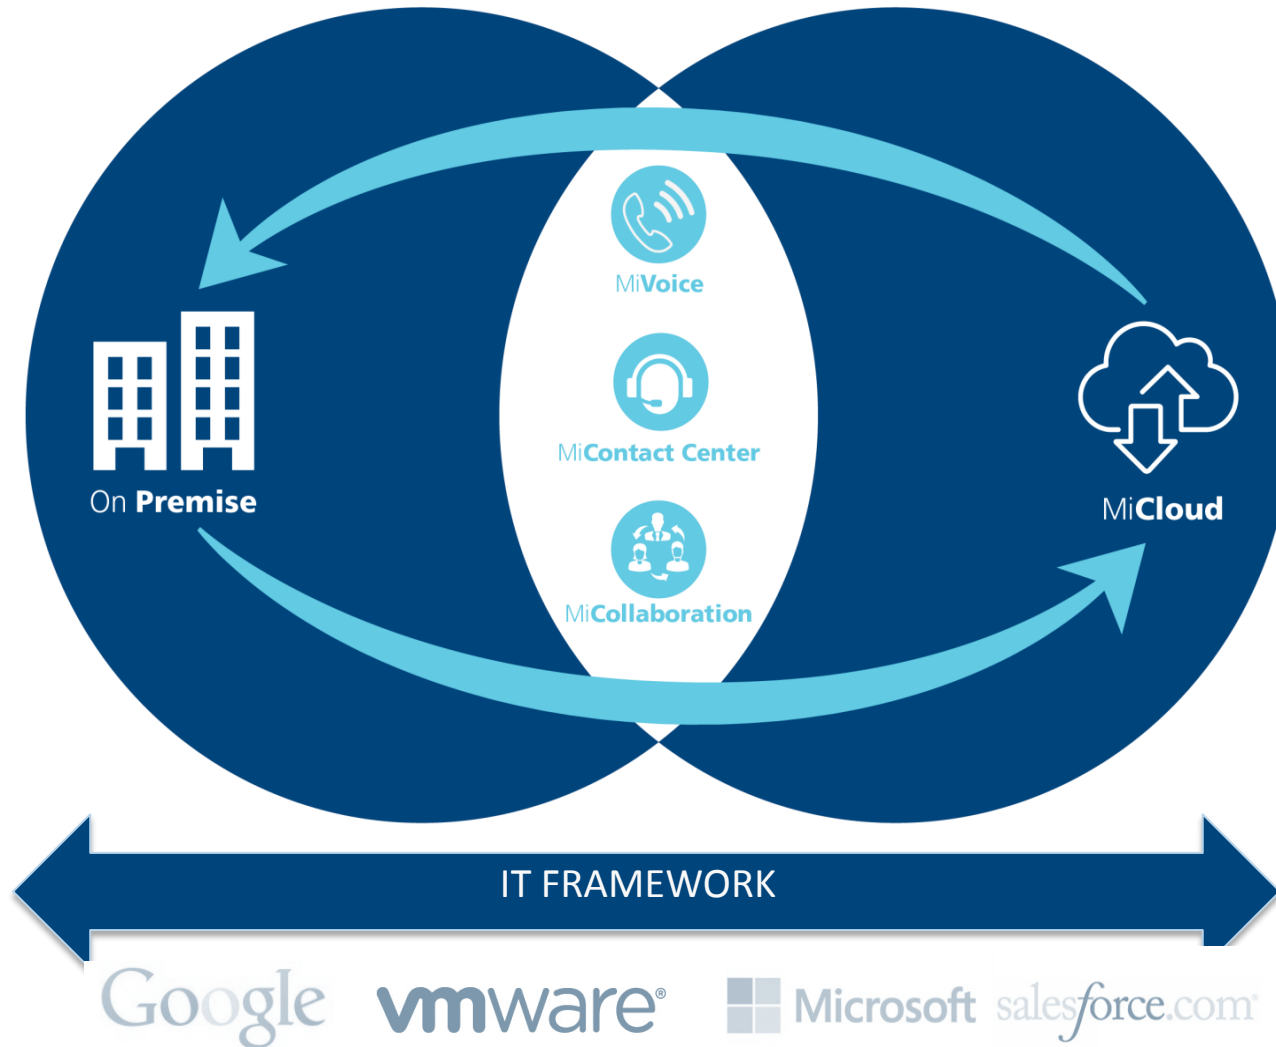 MiVoice
MiContact Center
MiCollaboration
On Premise
MiCloud
IT FRAMEWORK
Google vmware® Microsoft salesforce.com